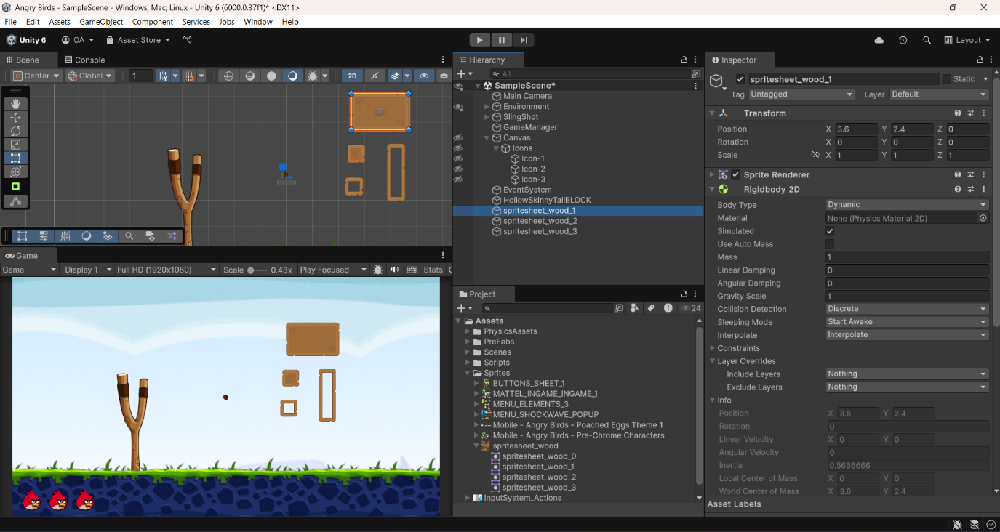 Angry Birds - SampleScene - Windows, Mac, Linux - Unity 6 (6000.0.37f1)* <DX11>
File Edit Assets GameObject Component Services Jobs Window Help
Unity 6 OA Asset Store Layout
Scene Console
Center Global 1 2D
Game
Game Display 1 Full HD (1920x1080) Scale 0.43x Play Focused Stats
Hierarchy
All
SampleScene*
Main Camera
Environment
SlingShot
GameManager
Canvas
Icons
Icon-1
Icon-2
Icon-3
EventSystem
HollowSkinnyTallBLOCK
spritesheet_wood_1
spritesheet_wood_2
spritesheet_wood_3
Project
24
Assets
PhysicsAssets
PreFabs
Scenes
Scripts
Sprites
BUTTONS_SHEET_1
MATTEL_INGAME_INGAME_1
MENU_ELEMENTS_3
MENU_SHOCKWAVE_POPUP
Mobile - Angry Birds - Poached Eggs Theme 1
Mobile - Angry Birds - Pre-Chrome Characters
spritesheet_wood
spritesheet_wood_0
spritesheet_wood_1
spritesheet_wood_2
spritesheet_wood_3
InputSystem_Actions
Inspector
spritesheet_wood_1 Static
Tag Untagged Layer Default
Transform
Position X 3.6 Y 2.4 Z 0
Rotation X 0 Y 0 Z 0
Scale X 1 Y 1 Z 1
Sprite Renderer
Rigidbody 2D
Body Type Dynamic
Material None (Physics Material 2D)
Simulated
Use Auto Mass
Mass 1
Linear Damping 0
Angular Damping 0
Gravity Scale 1
Collision Detection Discrete
Sleeping Mode Start Awake
Interpolate Interpolate
Constraints
Layer Overrides
Include Layers Nothing
Exclude Layers Nothing
Info
Position X 3.6 Y 2.4
Rotation 0
Linear Velocity X 0 Y 0
Angular Velocity 0
Inertia 0.5666666
Local Center of Mass X 0 Y 0
World Center of Mass X 3.6 Y 2.4
Asset Labels